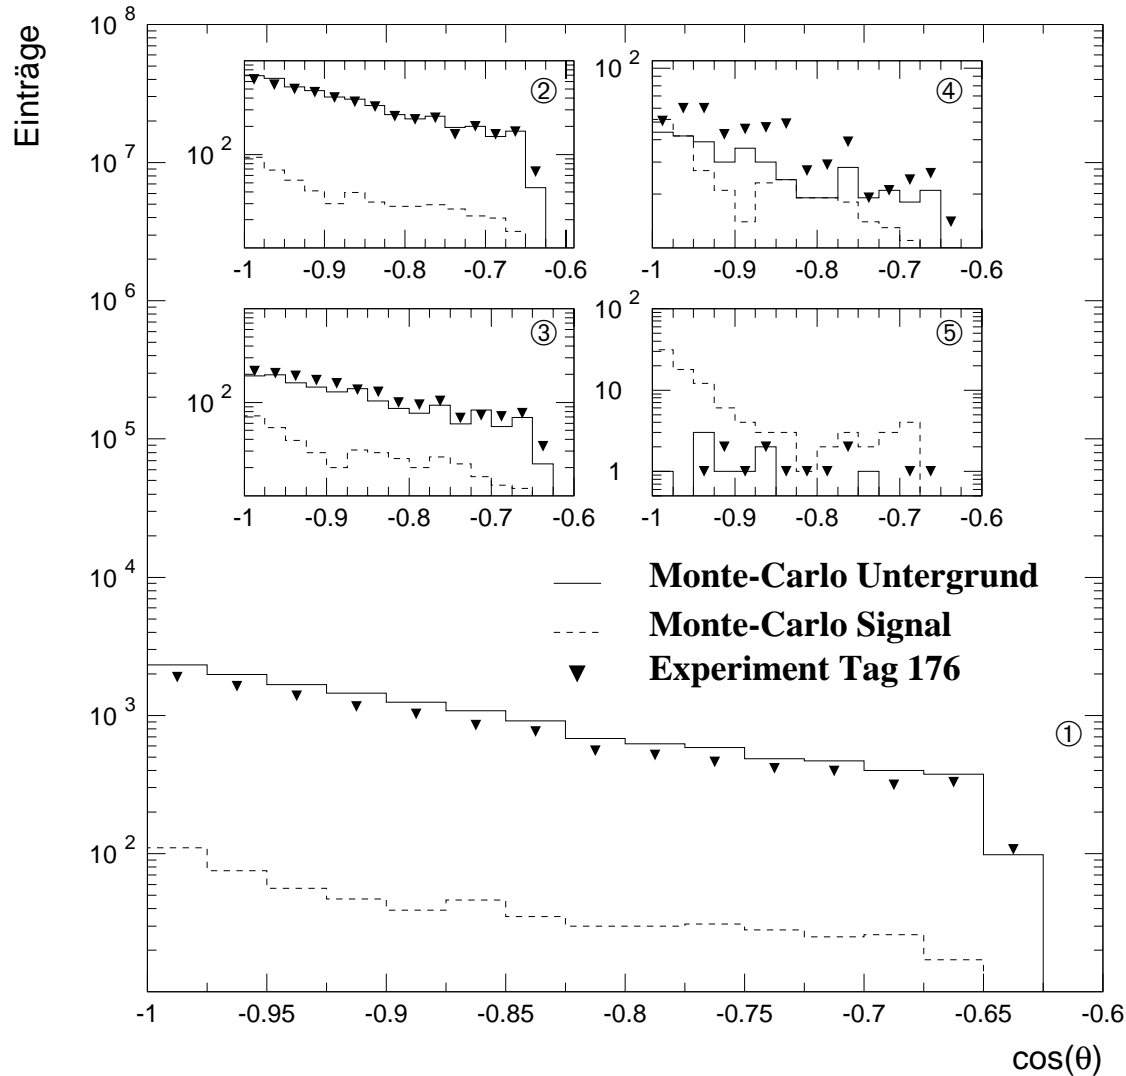 Einträge
10^8
10^7
10^6
10^5
10^4
10^3
10^2
②
10^2
-1 -0.9 -0.8 -0.7 -0.6
④
10^2
-1 -0.9 -0.8 -0.7 -0.6
③
10^2
-1 -0.9 -0.8 -0.7 -0.6
⑤
10^2
10
1
-1 -0.9 -0.8 -0.7 -0.6
Monte-Carlo Untergrund
Monte-Carlo Signal
Experiment Tag 176
①
-1 -0.95 -0.9 -0.85 -0.8 -0.75 -0.7 -0.65 -0.6
cos(θ)